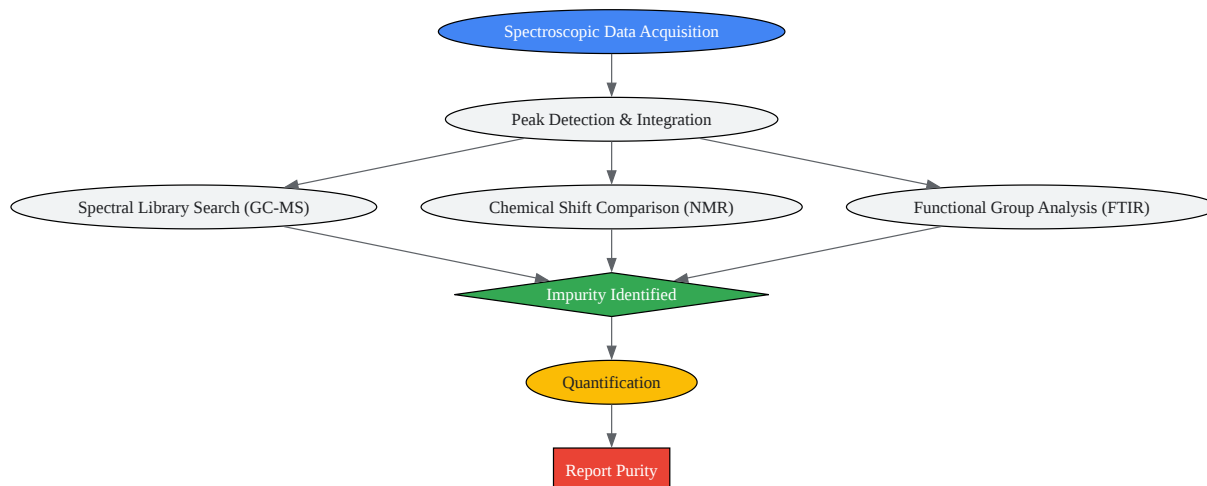 Spectroscopic Data Acquisition
Peak Detection & Integration
Spectral Library Search (GC-MS)
Chemical Shift Comparison (NMR)
Functional Group Analysis (FTIR)
Impurity Identified
Quantification
Report Purity